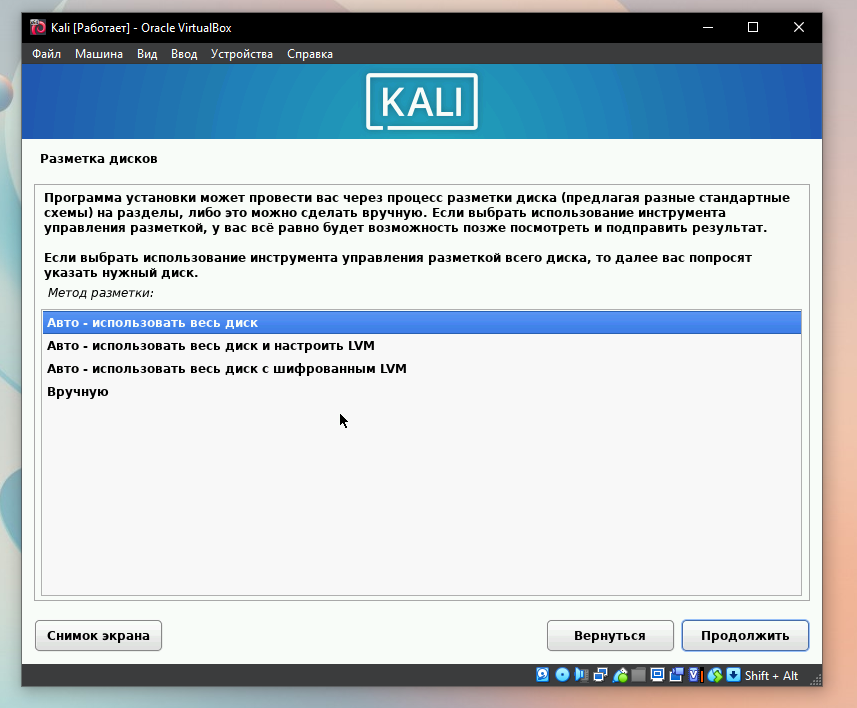 Kali [Работает] - Oracle VirtualBox
Файл Машина Вид Ввод Устройства Справка
KALI
Разметка дисков
Программа установки может провести вас через процесс разметки диска (предлагая разные стандартные
схемы) на разделы, либо это можно сделать вручную. Если выбрать использование инструмента
управления разметкой, у вас всё равно будет возможность позже посмотреть и подправить результат.
Если выбрать использование инструмента управления разметкой всего диска, то далее вас попросят
указать нужный диск.
Метод разметки:
Авто - использовать весь диск
Авто - использовать весь диск и настроить LVM
Авто - использовать весь диск с шифрованным LVM
Вручную
Снимок экрана Вернуться Продолжить
Shift + Alt